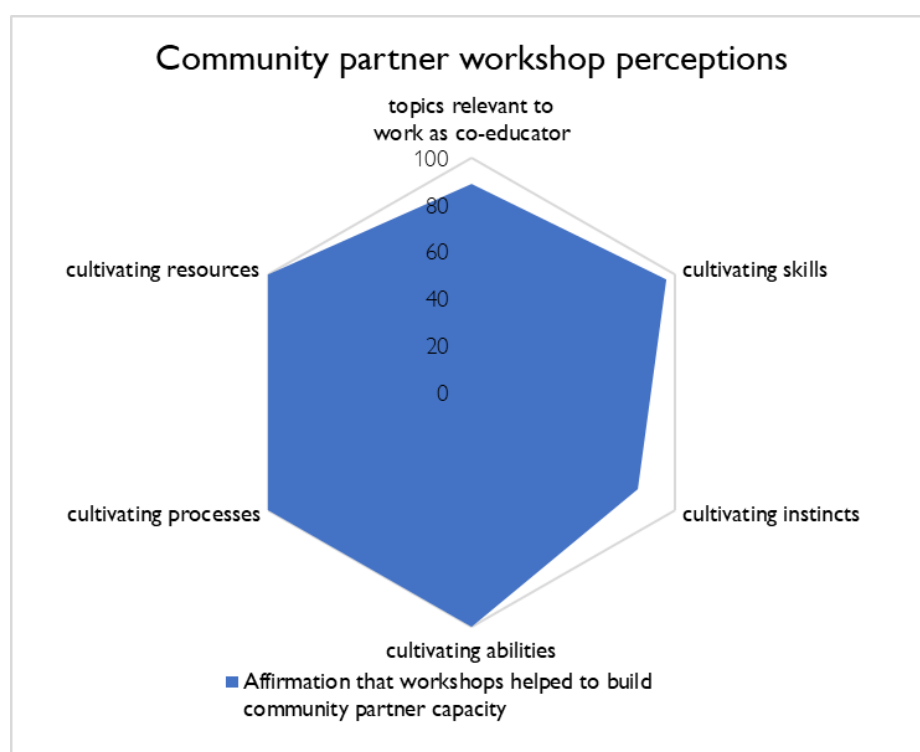 Community partner workshop perceptions
topics relevant to
work as co-educator
100
80
60
40
20
0
cultivating resources
cultivating skills
cultivating processes
cultivating instincts
cultivating abilities
Affirmation that workshops helped to build
community partner capacity